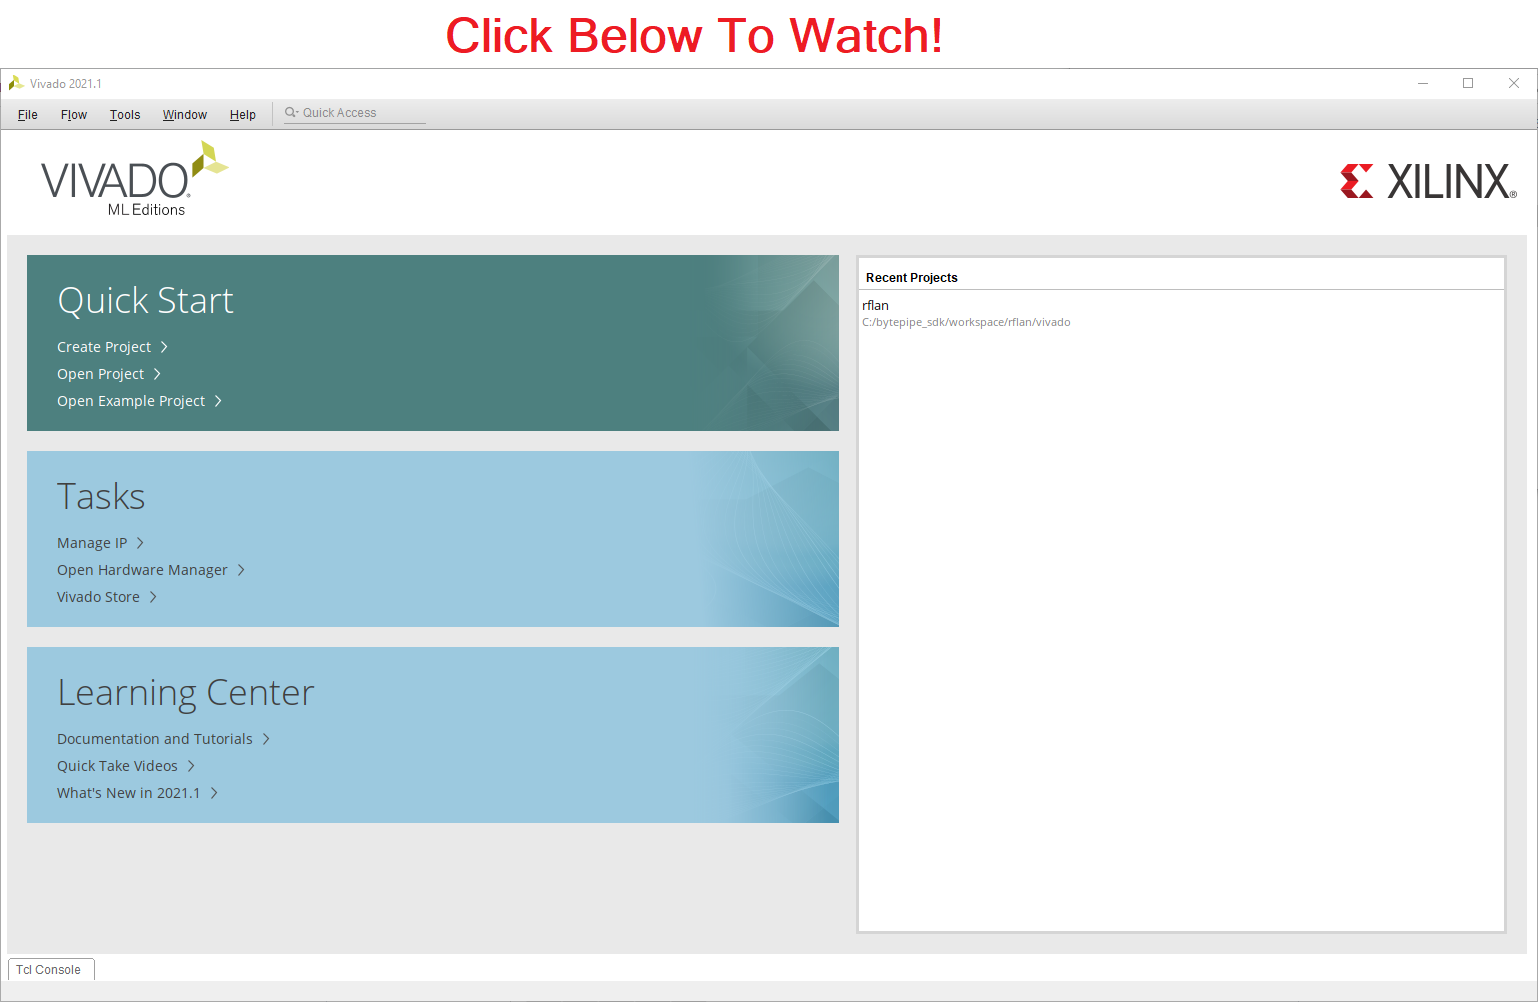 Click Below To Watch!
Vivado 2021.1
File Flow Tools Window Help Quick Access
VIVADO
ML Editions
XILINX®
Quick Start
Create Project
Open Project
Open Example Project
Tasks
Manage IP
Open Hardware Manager
Vivado Store
Learning Center
Documentation and Tutorials
Quick Take Videos
What's New in 2021.1
Recent Projects
rflan
C:/bytepipe_sdk/workspace/rflan/vivado
Tcl Console